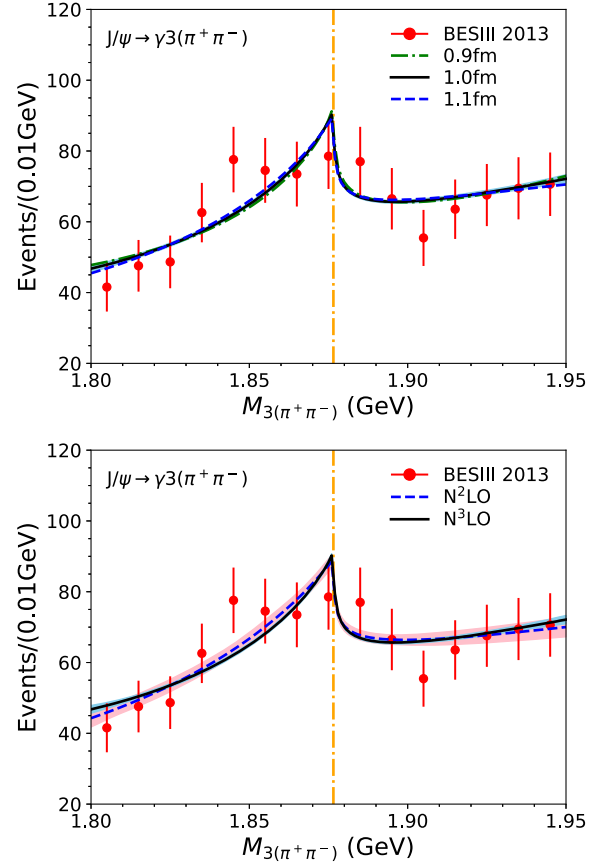 J/ψ→γ3(π⁺π⁻)
BESIII 2013
0.9fm
1.0fm
1.1fm
Events/(0.01GeV)
120
100
80
60
40
20
1.80 1.85 1.90 1.95
M₃₍π⁺π⁻₎ (GeV)
J/ψ→γ3(π⁺π⁻)
BESIII 2013
N²LO
N³LO
Events/(0.01GeV)
120
100
80
60
40
20
1.80 1.85 1.90 1.95
M₃₍π⁺π⁻₎ (GeV)